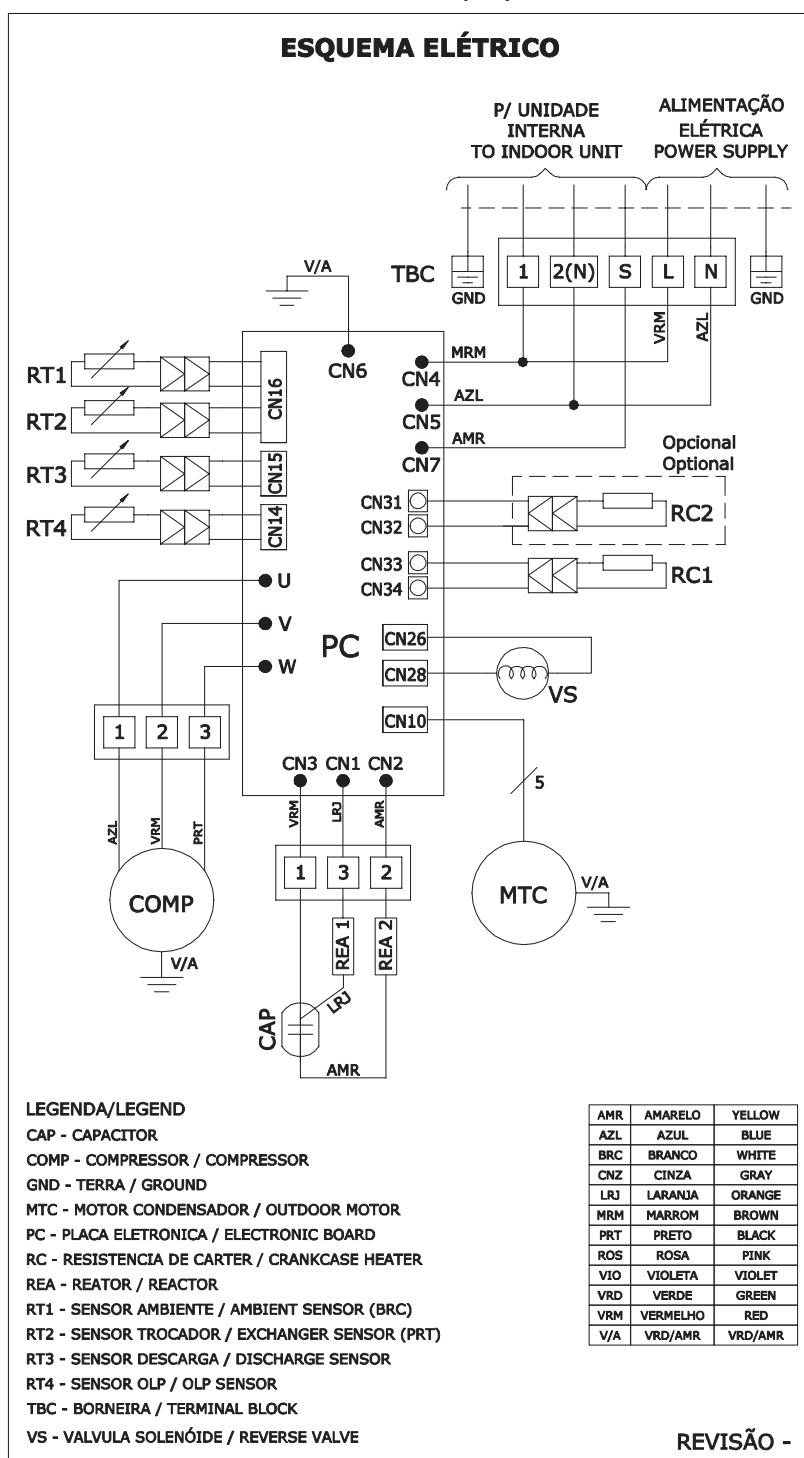 ESQUEMA ELÉTRICO
P/ UNIDADE
INTERNA
TO INDOOR UNIT
ALIMENTAÇÃO
ELÉTRICA
POWER SUPPLY
V/A
TBC
GND
1
2(N)
S
L
N
GND
VRM
AZL
CN6
CN4
MRM
CN5
AZL
CN7
AMR
RT1
RT2
CN16
RT3
CN15
RT4
CN14
Opcional
Optional
CN31
CN32
RC2
CN33
CN34
RC1
U
V
W
PC
CN26
CN28
VS
CN10
5
1
2
3
CN3
CN1
CN2
AZL
VRM
PRT
VRM
LRJ
AMR
1
3
2
COMP
V/A
REA 1
REA 2
MTC
V/A
LRJ
CAP
AMR
LEGENDA/LEGEND
CAP - CAPACITOR
COMP - COMPRESSOR / COMPRESSOR
GND - TERRA / GROUND
MTC - MOTOR CONDENSADOR / OUTDOOR MOTOR
PC - PLACA ELETRONICA / ELECTRONIC BOARD
RC - RESISTENCIA DE CARTER / CRANKCASE HEATER
REA - REATOR / REACTOR
RT1 - SENSOR AMBIENTE / AMBIENT SENSOR (BRC)
RT2 - SENSOR TROCADOR / EXCHANGER SENSOR (PRT)
RT3 - SENSOR DESCARGA / DISCHARGE SENSOR
RT4 - SENSOR OLP / OLP SENSOR
TBC - BORNEIRA / TERMINAL BLOCK
VS - VALVULA SOLENÓIDE / REVERSE VALVE
AMR AMARELO YELLOW
AZL AZUL BLUE
BRC BRANCO WHITE
CNZ CINZA GRAY
LRJ LARANJA ORANGE
MRM MARROM BROWN
PRT PRETO BLACK
ROS ROSA PINK
VIO VIOLETA VIOLET
VRD VERDE GREEN
VRM VERMELHO RED
V/A VRD/AMR VRD/AMR
REVISÃO -